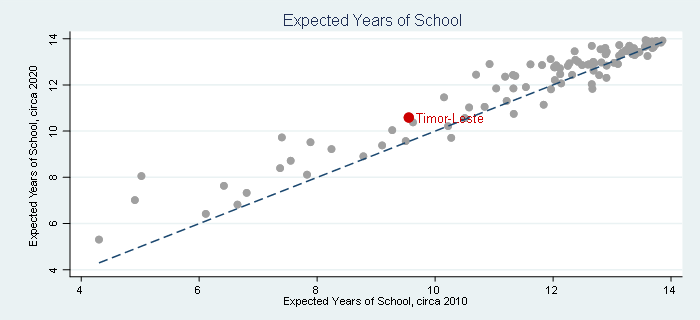 Expected Years of School
Expected Years of School, circa 2020
14
12
10
8
6
4
Timor-Leste
4 6 8 10 12 14
Expected Years of School, circa 2010